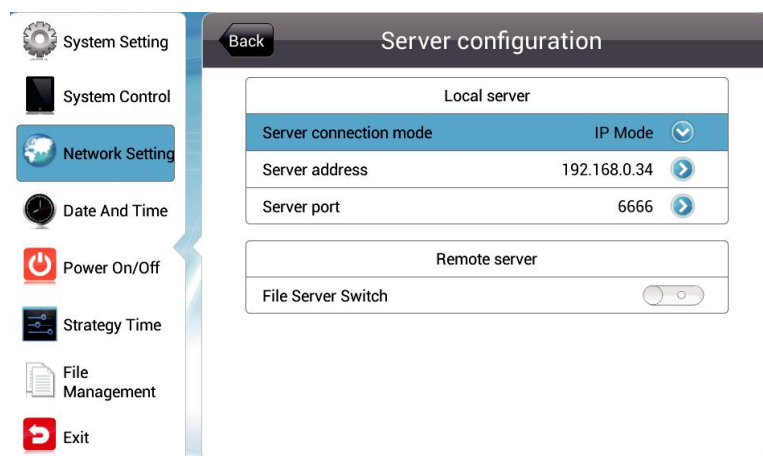 System Setting
System Control
Network Setting
Date And Time
Power On/Off
Strategy Time
File
Management
Exit
Back
Server configuration
Local server
Server connection mode IP Mode
Server address 192.168.0.34
Server port 6666
Remote server
File Server Switch